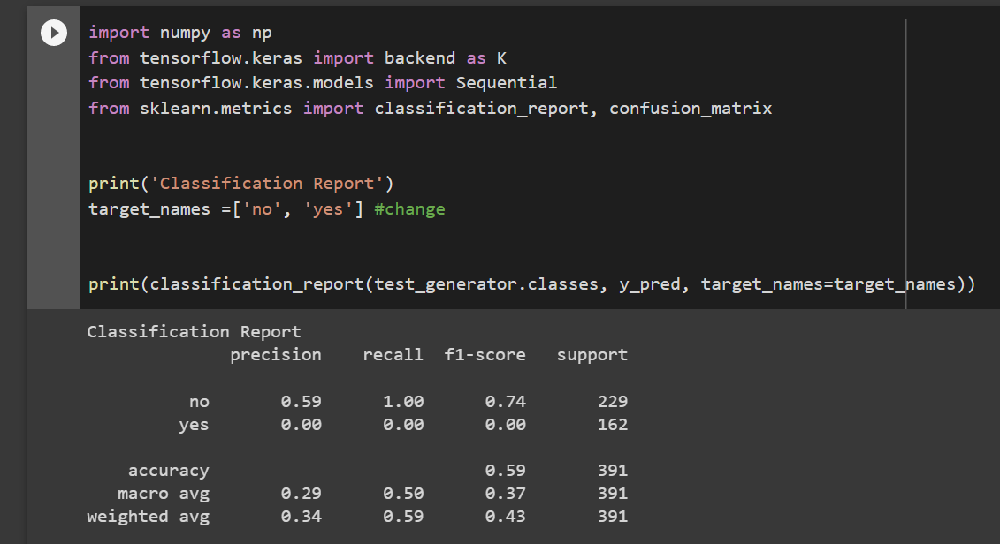 import numpy as np
from tensorflow.keras import backend as K
from tensorflow.keras.models import Sequential
from sklearn.metrics import classification_report, confusion_matrix
print('Classification Report')
target_names =['no', 'yes'] #change
print(classification_report(test_generator.classes, y_pred, target_names=target_names))
Classification Report
precision recall f1-score support
no 0.59 1.00 0.74 229
yes 0.00 0.00 0.00 162
accuracy 0.59 391
macro avg 0.29 0.50 0.37 391
weighted avg 0.34 0.59 0.43 391